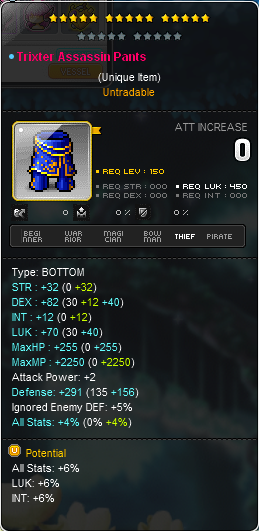 Trixter Assassin Pants
(Unique Item)
Untradable
ATT INCREASE
0
REQ LEV : 150
REQ STR : 000 REQ LUK : 450
REQ DEX : 000 REQ INT : 000
0 0 % 0 %
BEGINNER WARRIOR MAGICIAN BOWMAN THIEF PIRATE
Type: BOTTOM
STR : +32 (0 +32)
DEX : +82 (30 +12 +40)
INT : +12 (0 +12)
LUK : +70 (30 +40)
MaxHP : +255 (0 +255)
MaxMP : +2250 (0 +2250)
Attack Power: +2
Defense: +291 (135 +156)
Ignored Enemy DEF: +5%
All Stats: +4% (0% +4%)
Potential
All Stats: +6%
LUK: +6%
INT: +6%